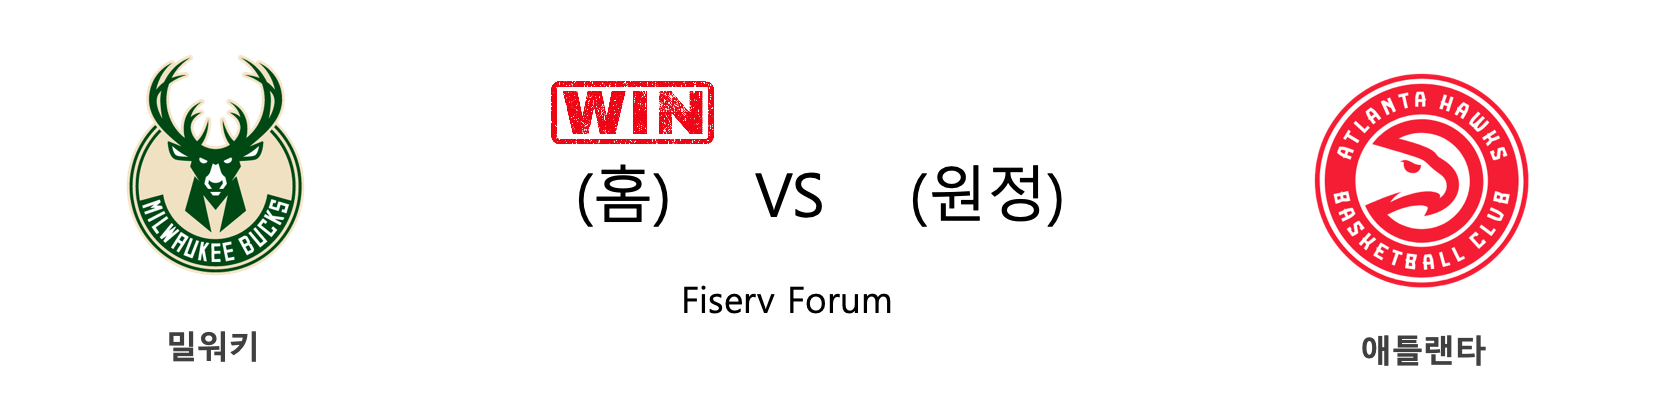 WIN
(홈) VS (원정)
Fiserv Forum
MILWAUKEE BUCKS
밀워키
ATLANTA HAWKS
BASKETBALL CLUB
애틀랜타